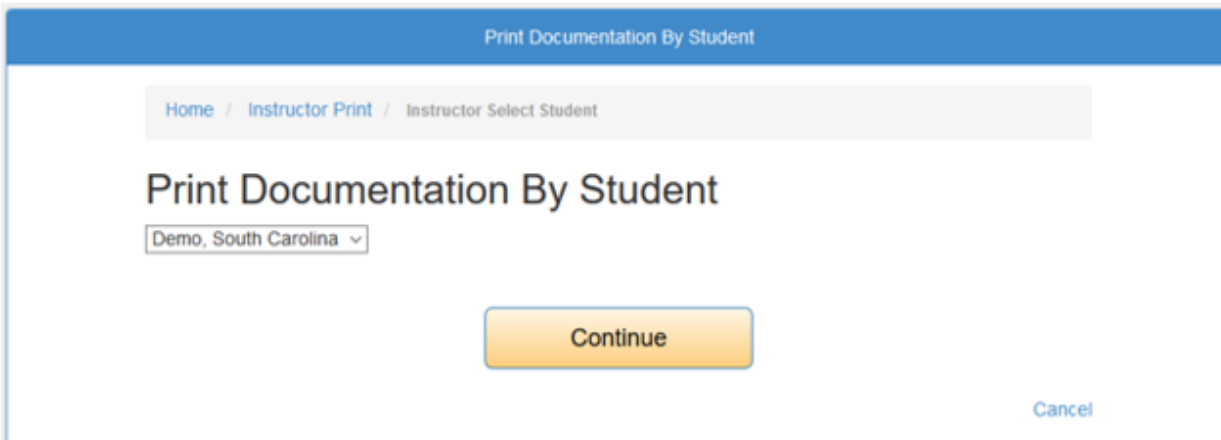 Print Documentation By Student
Home / Instructor Print / Instructor Select Student
Print Documentation By Student
Demo, South Carolina
Continue
Cancel